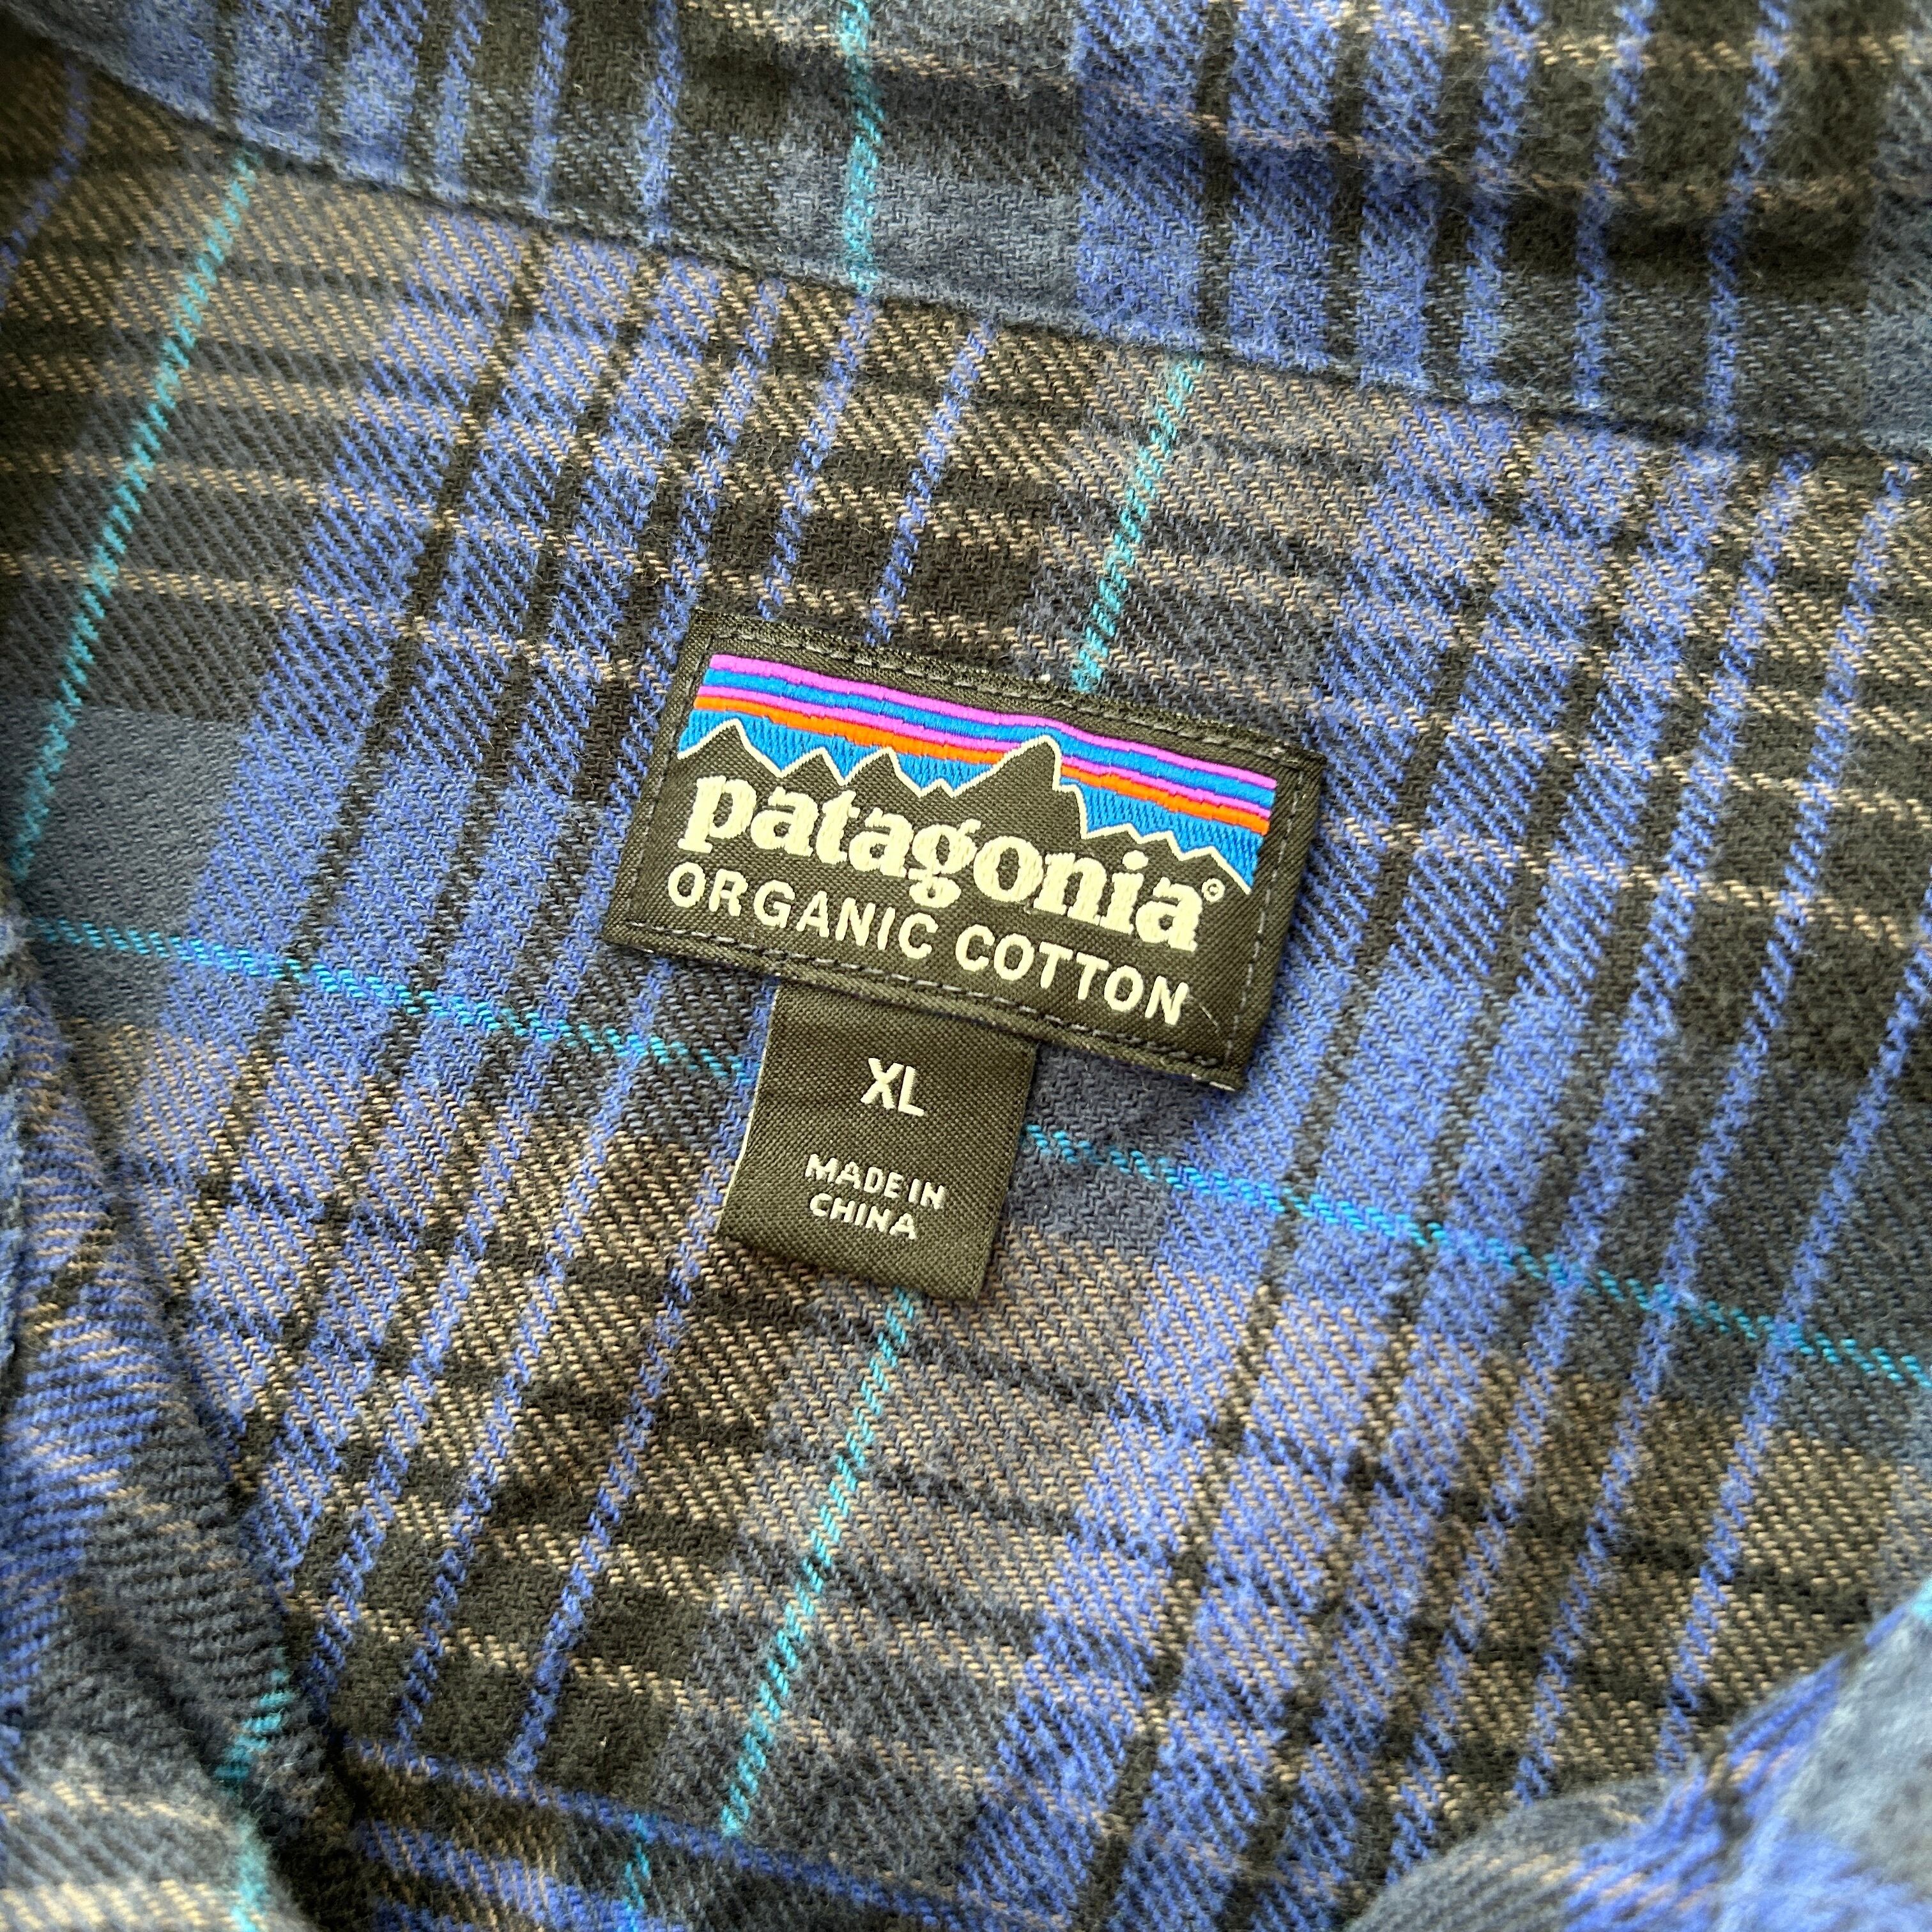 patagonia®
ORGANIC COTTON
XL
MADE IN
CHINA